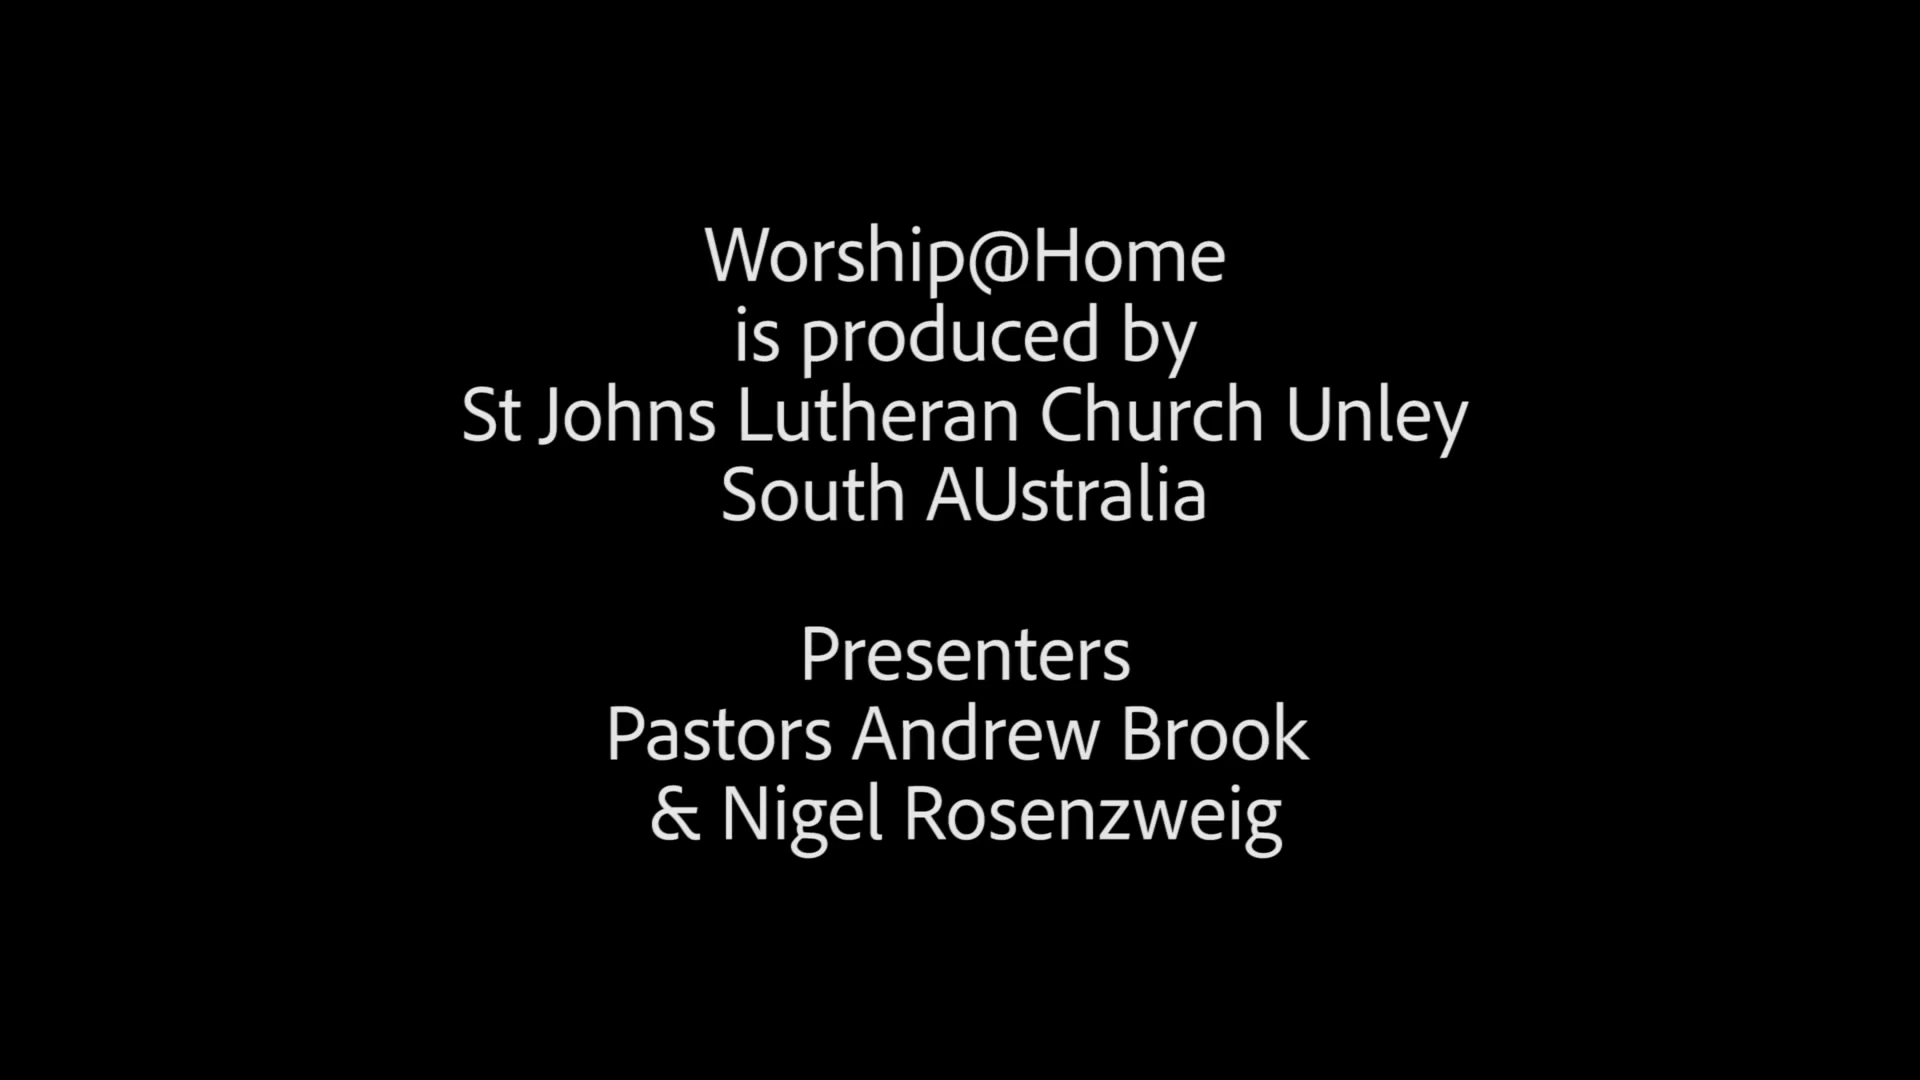 Worship@Home
is produced by
St Johns Lutheran Church Unley
South AUstralia
Presenters
Pastors Andrew Brook
& Nigel Rosenzweig